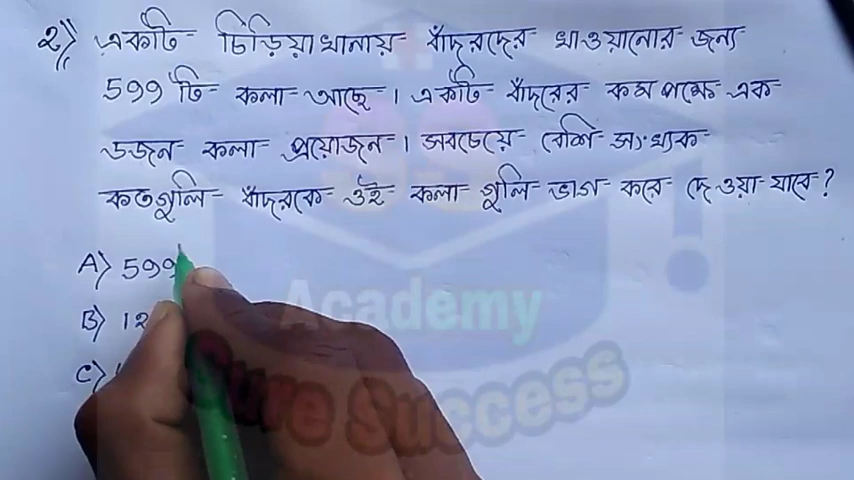 ২) একটি চিড়িয়াখানায় বাঁদরদের খাওয়ানোর জন্য
599 টি কলা আছে। একটি বাঁদরের কম পক্ষে এক
ডজন কলা প্রয়োজন। সবচেয়ে বেশি সংখ্যক
কতগুলি বাঁদরকে ওই কলা গুলি ভাগ করে দেওয়া যাবে?
A) 599
B) 12
C)
Academy
Sure Success